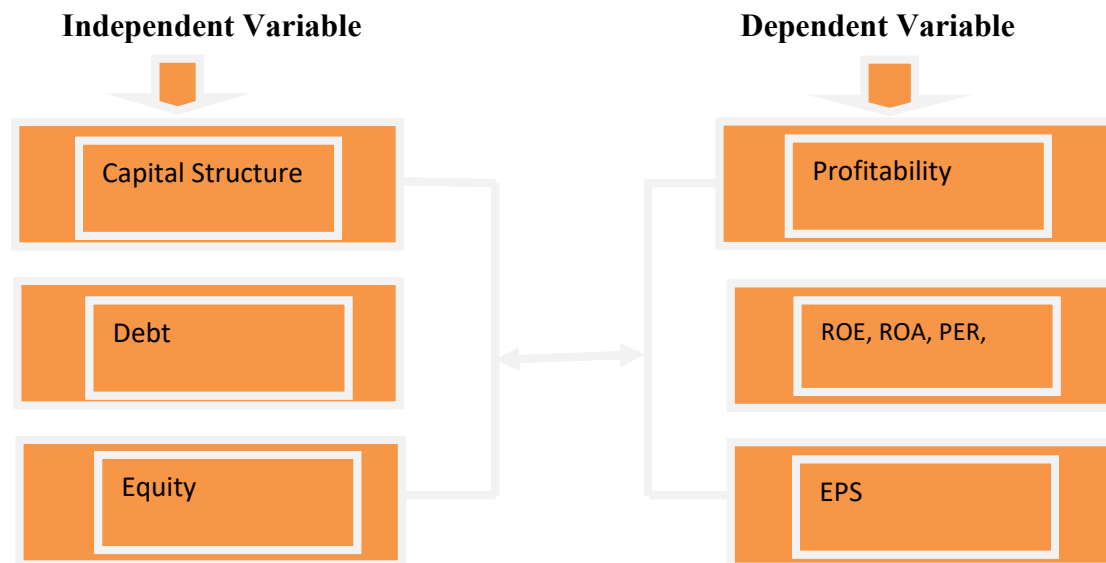 Independent Variable
Dependent Variable
Capital Structure
Profitability
Debt
ROE, ROA, PER,
Equity
EPS